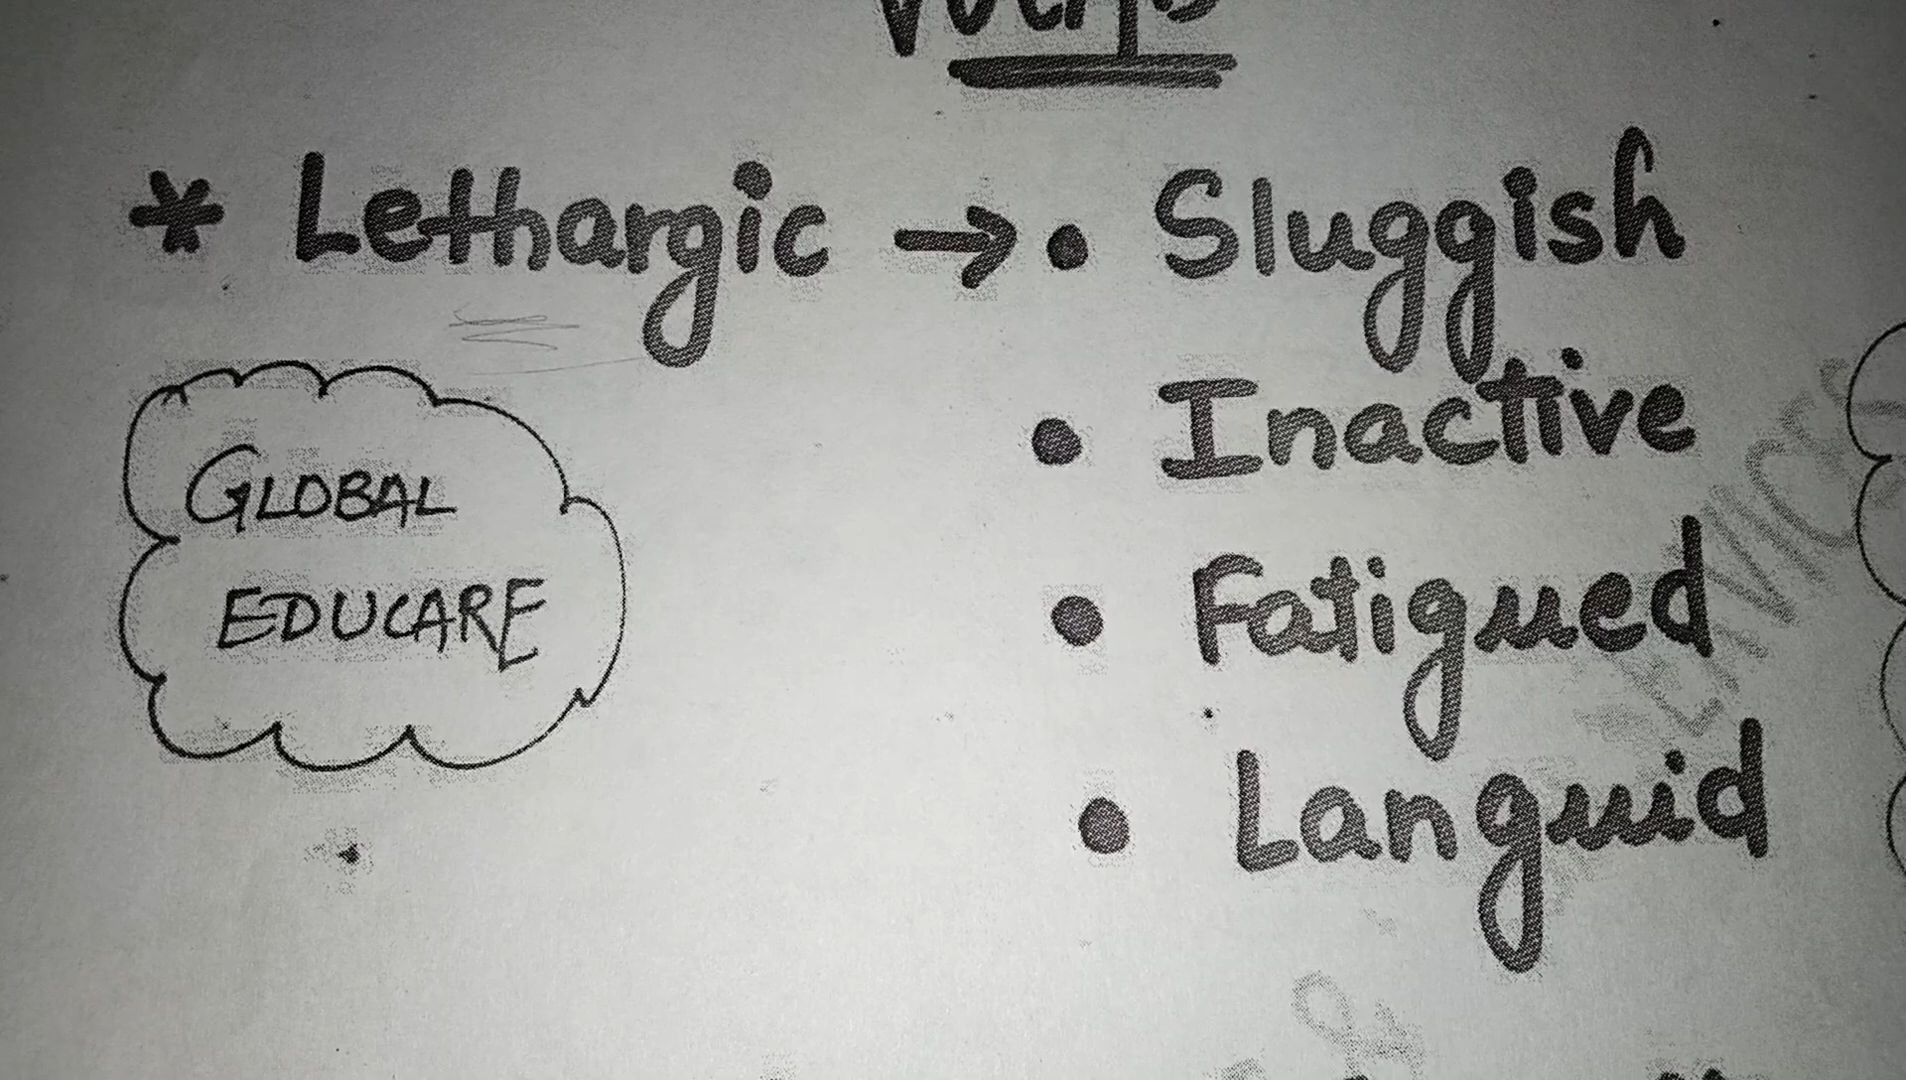 * Lethargic → • Sluggish
• Inactive
• Fatigued
• Languid
GLOBAL
EDUCARE